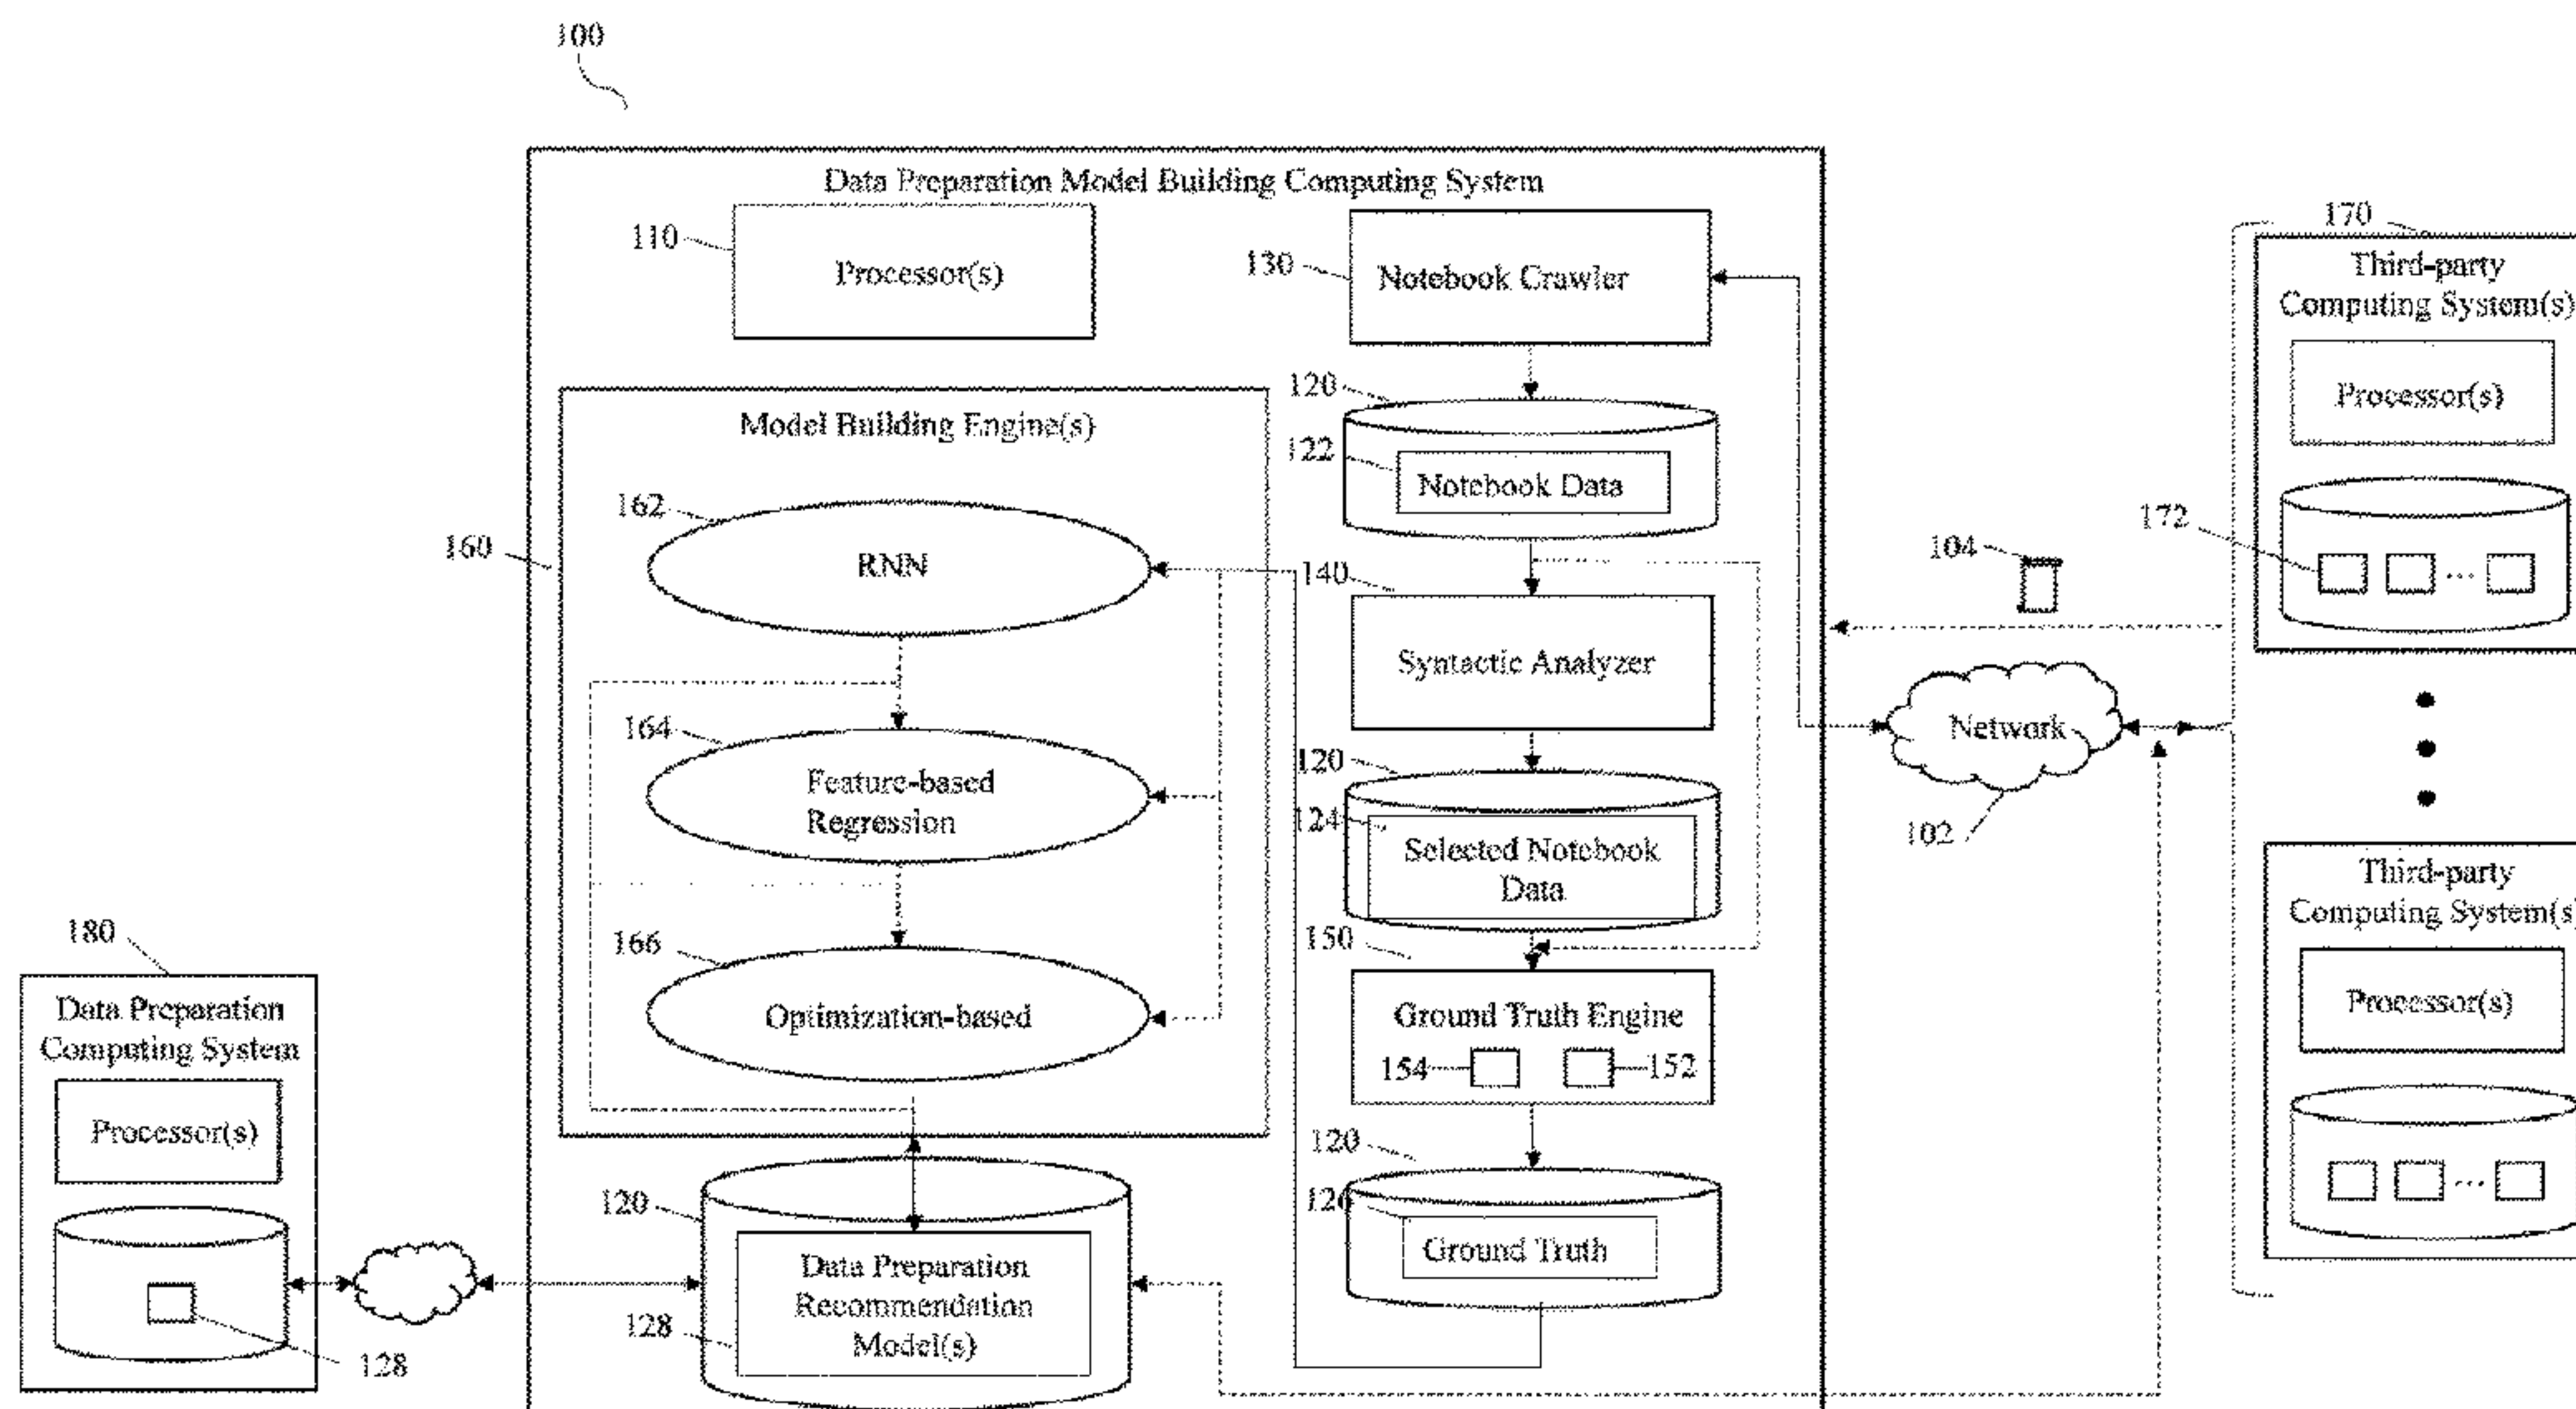 100
Data Preparation Model Building Computing System
110
Processor(s)
130
Notebook Crawler
170
Third-party
Computing System(s)
Processor(s)
172
...
Model Building Engine(s)
120
122
Notebook Data
162
RNN
160
140
Syntactic Analyzer
104
Network
102
164
Feature-based
Regression
120
124
Selected Notebook
Data
Third-party
Computing System(s)
Processor(s)
...
180
Data Preparation
Computing System
Processor(s)
128
166
Optimization-based
150
Ground Truth Engine
154
152
120
126
Ground Truth
120
Data Preparation
Recommendation
Model(s)
128